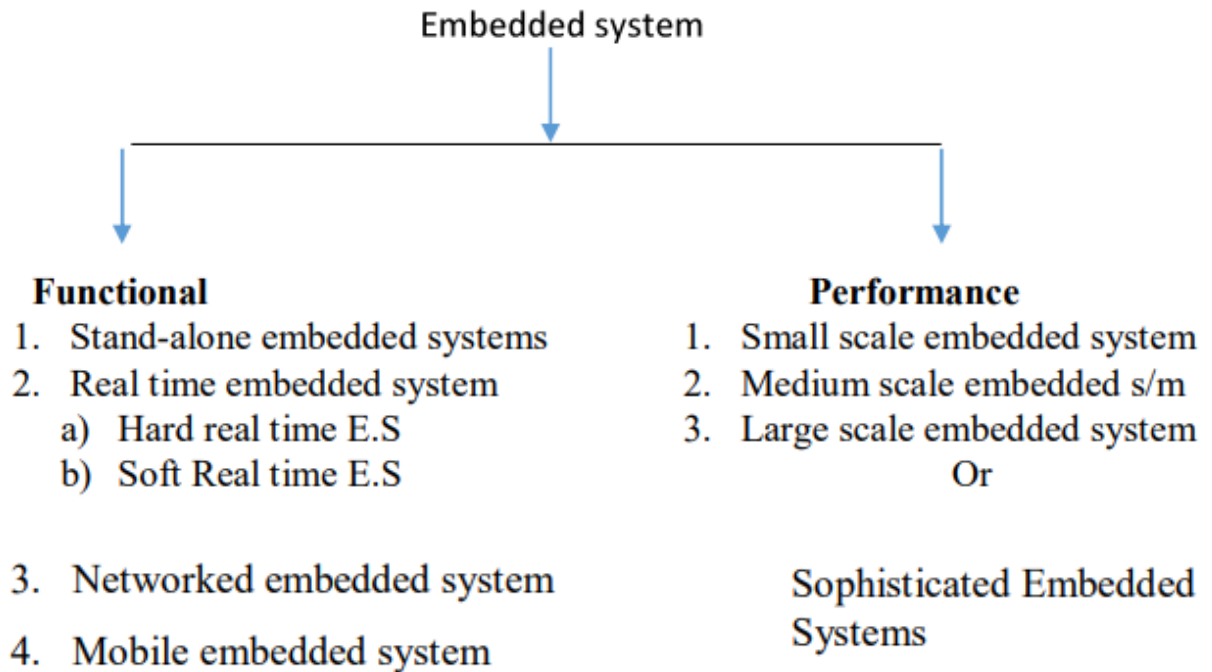 Embedded system
Functional
1. Stand-alone embedded systems
2. Real time embedded system
a) Hard real time E.S
b) Soft Real time E.S
3. Networked embedded system
4. Mobile embedded system
Performance
1. Small scale embedded system
2. Medium scale embedded s/m
3. Large scale embedded system
Or
Sophisticated Embedded
Systems